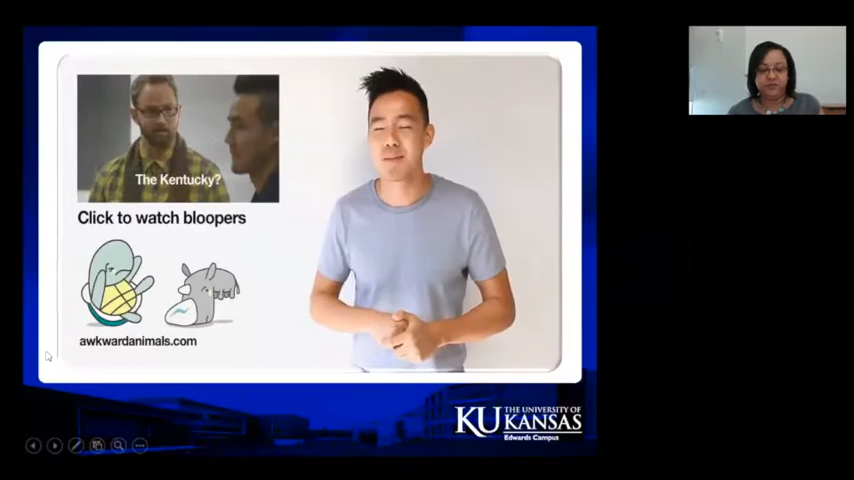 The Kentucky?
Click to watch bloopers
awkwardanimals.com
KU THE UNIVERSITY OF
KANSAS
Edwards Campus